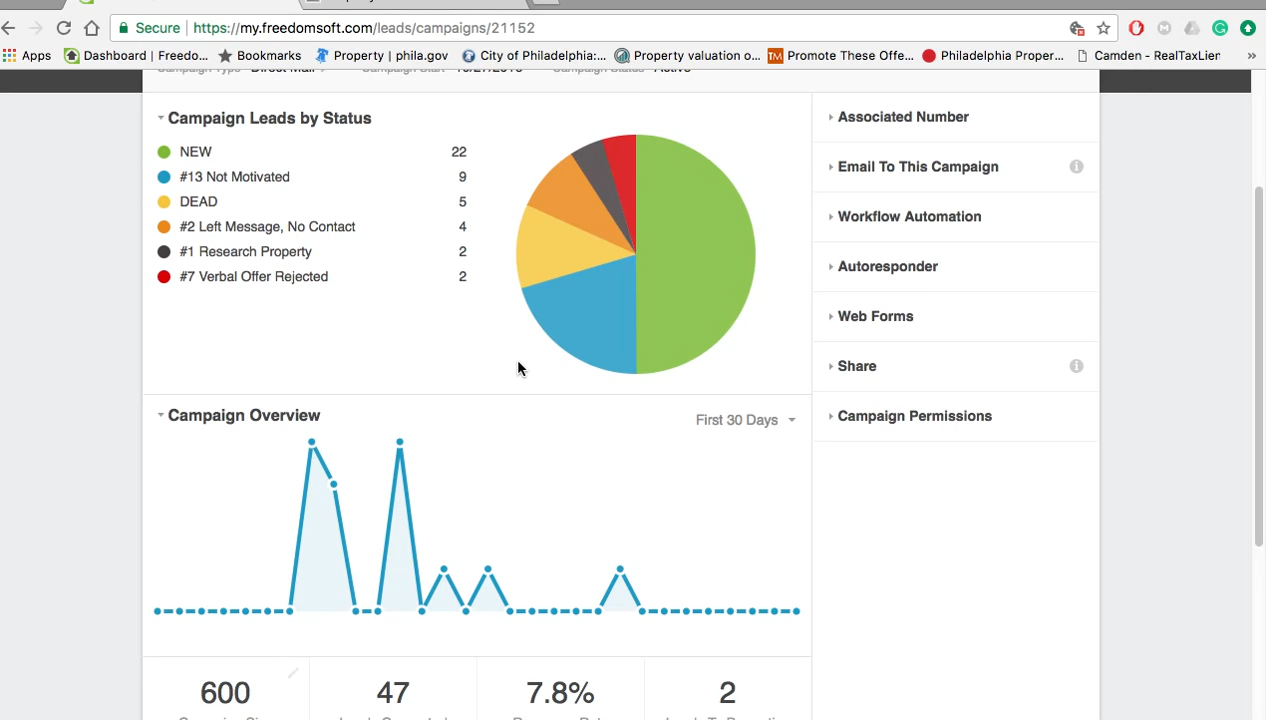 Secure https://my.freedomsoft.com/leads/campaigns/21152
Apps Dashboard | Freedo... Bookmarks Property | phila.gov City of Philadelphia:... Property valuation o... TM Promote These Offe... Philadelphia Proper... Camden - RealTaxLien »
Campaign Leads by Status
NEW 22
#13 Not Motivated 9
DEAD 5
#2 Left Message, No Contact 4
#1 Research Property 2
#7 Verbal Offer Rejected 2
Associated Number
Email To This Campaign
Workflow Automation
Autoresponder
Web Forms
Share
Campaign Permissions
Campaign Overview
First 30 Days
600 47 7.8% 2